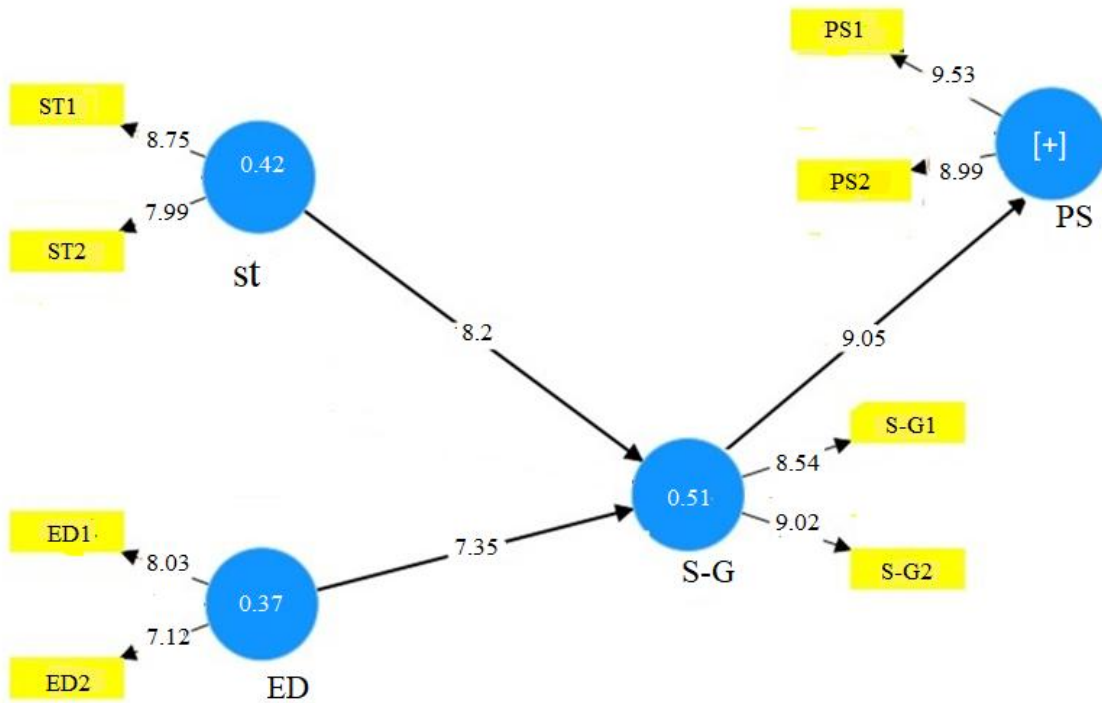 PS1
9.53
ST1
8.75
0.42
[+]
PS2
8.99
PS
7.99
ST2
st
8.2
9.05
S-G1
8.54
0.51
9.02
ED1
8.03
7.35
S-G
S-G2
0.37
7.12
ED2
ED